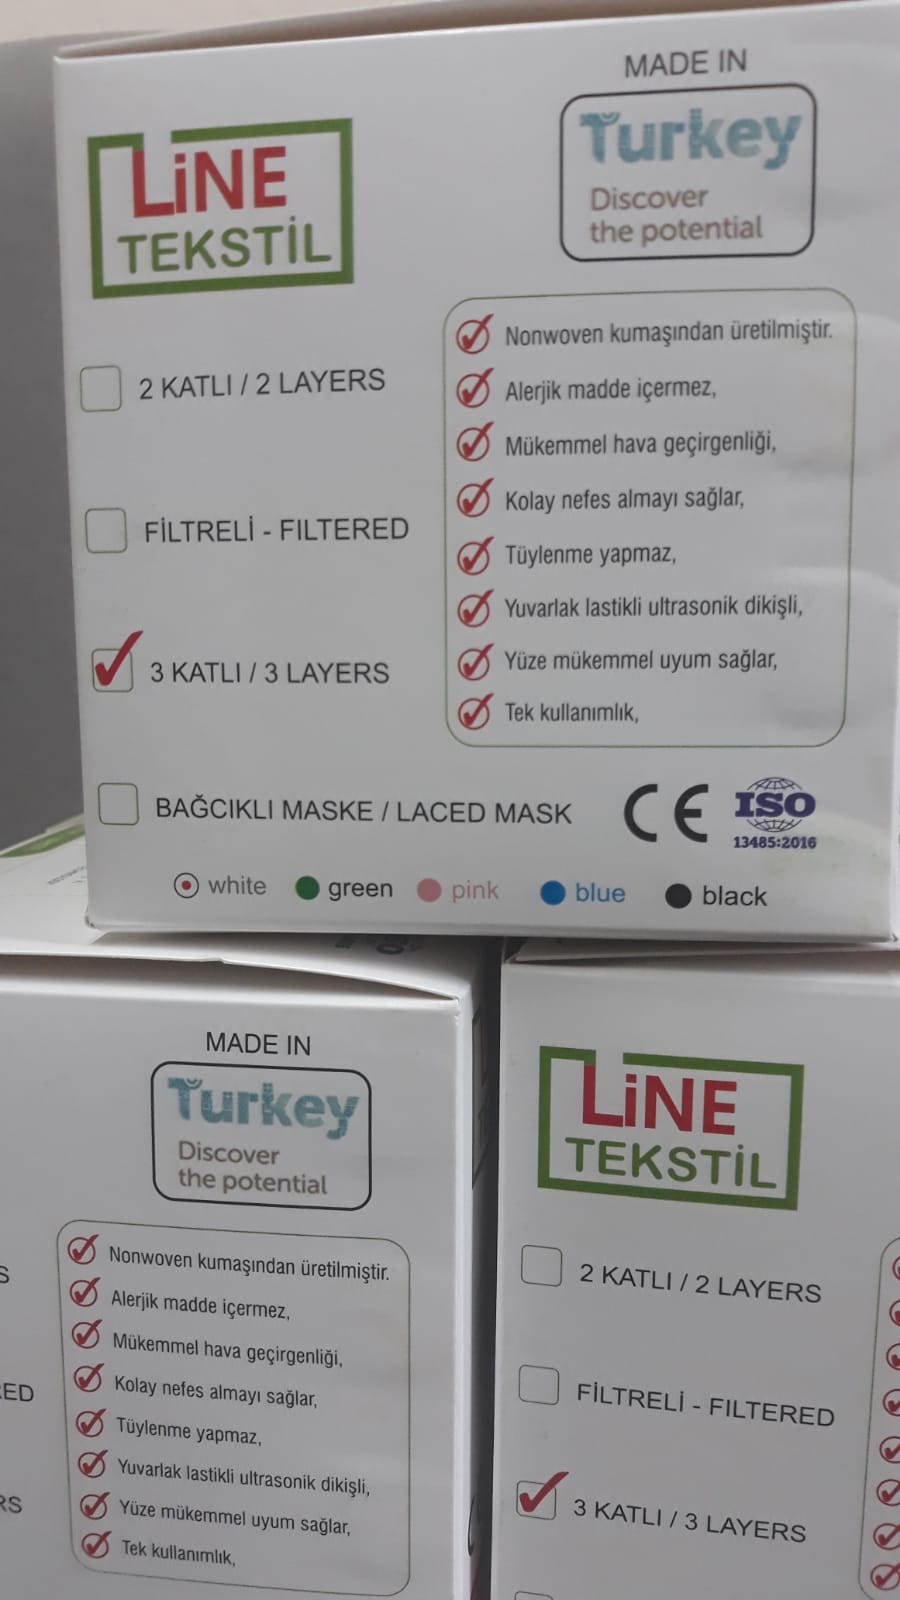 MADE IN
Turkey
Discover
the potential
LiNE
TEKSTİL
2 KATLI / 2 LAYERS
FİLTRELİ - FILTERED
3 KATLI / 3 LAYERS
BAĞCIKLI MASKE / LACED MASK
Nonwoven kumaşından üretilmiştir.
Alerjik madde içermez,
Mükemmel hava geçirgenliği,
Kolay nefes almayı sağlar,
Tüylenme yapmaz,
Yuvarlak lastikli ultrasonik dikişli,
Yüze mükemmel uyum sağlar,
Tek kullanımlık,
CE
ISO
13485:2016
white green pink blue black
MADE IN
Turkey
Discover
the potential
Nonwoven kumaşından üretilmiştir.
Alerjik madde içermez,
Mükemmel hava geçirgenliği,
Kolay nefes almayı sağlar,
Tüylenme yapmaz,
Yuvarlak lastikli ultrasonik dikişli,
Yüze mükemmel uyum sağlar,
Tek kullanımlık,
LiNE
TEKSTİL
2 KATLI / 2 LAYERS
FİLTRELİ - FILTERED
3 KATLI / 3 LAYERS